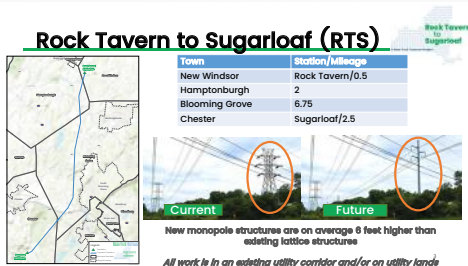 Rock Tavern to Sugarloaf (RTS)
Rock Tavern
to
Sugarloaf
Town Station/Mileage
New Windsor Rock Tavern/0.5
Hamptonburgh 2
Blooming Grove 6.75
Chester Sugarloaf/2.5
Current
Future
New monopole structures are on average 6 feet higher than
existing lattice structures
All work is in an existing utility corridor and/or on utility lands